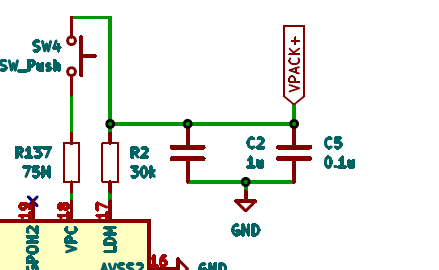 SW4
SW_Push
VPACK+
R137
75M
R2
30k
C2
1u
C5
0.1u
GND
19
18
17
GPON2
VPC
LDM
AVSS2
16
GND